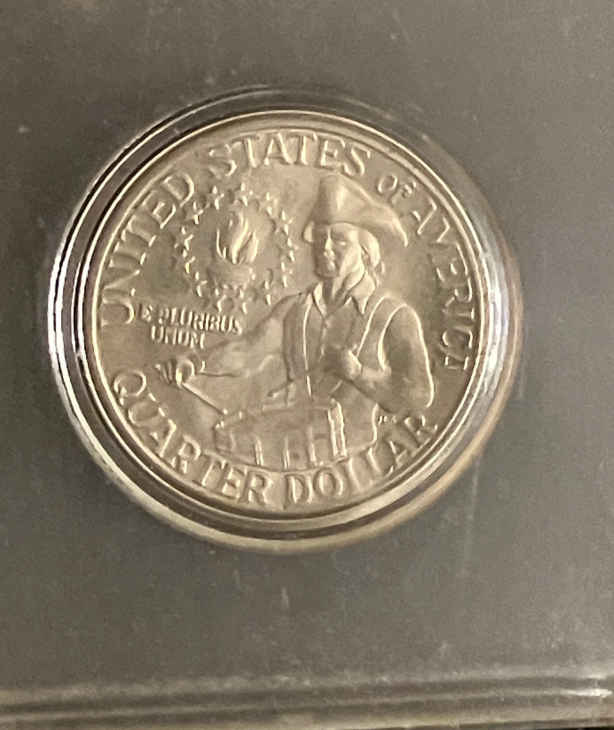 UNITED STATES OF AMERICA
E PLURIBUS
UNUM
QUARTER DOLLAR